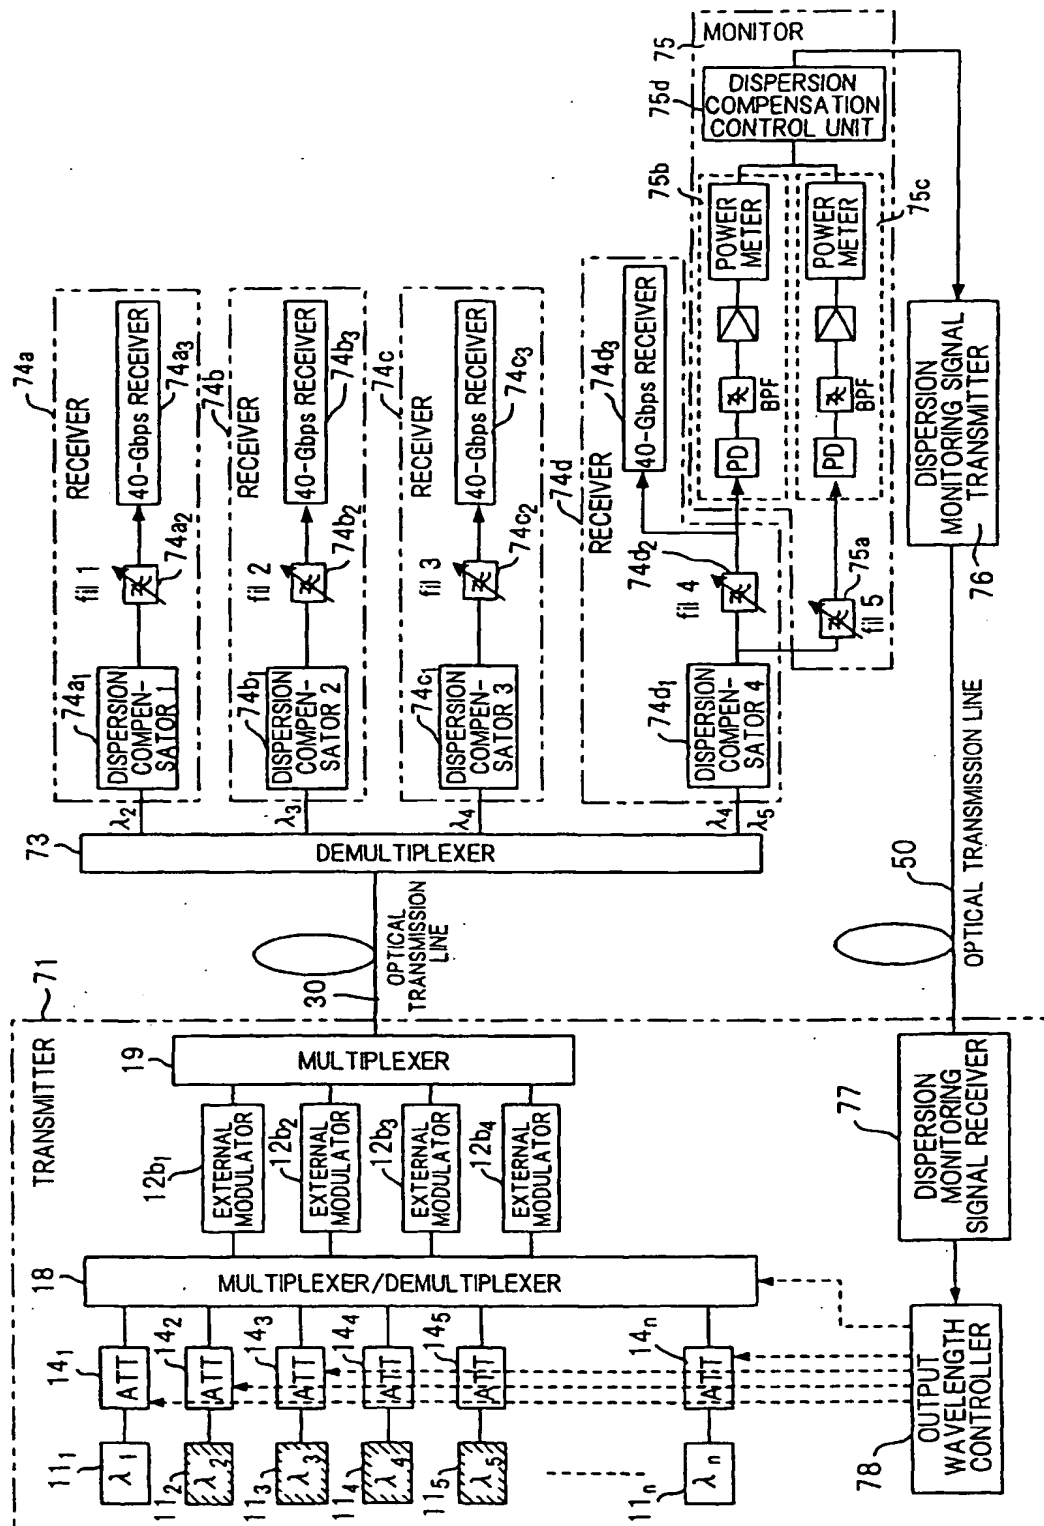 TRANSMITTER
71
11₁
λ₁
14₁
ATT
11₂
λ₂
14₂
ATT
11₃
λ₃
14₃
ATT
11₄
λ₄
14₄
ATT
11₅
λ₅
14₅
ATT
11ₙ
λₙ
14ₙ
ATT
18
MULTIPLEXER/DEMULTIPLEXER
12b₁
EXTERNAL
MODULATOR
12b₂
EXTERNAL
MODULATOR
12b₃
EXTERNAL
MODULATOR
12b₄
EXTERNAL
MODULATOR
19
MULTIPLEXER
78
OUTPUT
WAVELENGTH
CONTROLLER
77
DISPERSION
MONITORING
SIGNAL RECEIVER
30
OPTICAL
TRANSMISSION
LINE
50
OPTICAL TRANSMISSION LINE
73
DEMULTIPLEXER
λ₂
λ₃
λ₄
λ₄
λ₅
74a
RECEIVER
74a₁
DISPERSION
COMPEN-
SATOR 1
fil 1
74a₂
40-Gbps RECEIVER
74a₃
74b
RECEIVER
74b₁
DISPERSION
COMPEN-
SATOR 2
fil 2
74b₂
40-Gbps RECEIVER
74b₃
74c
RECEIVER
74c₁
DISPERSION
COMPEN-
SATOR 3
fil 3
74c₂
40-Gbps RECEIVER
74c₃
74d
RECEIVER
74d₁
DISPERSION
COMPEN-
SATOR 4
fil 4
74d₂
40-Gbps RECEIVER
74d₃
75
MONITOR
75a
fil 5
75b
PD
BPF
POWER
METER
75c
PD
BPF
POWER
METER
75d
DISPERSION
COMPENSATION
CONTROL UNIT
76
DISPERSION
MONITORING SIGNAL
TRANSMITTER